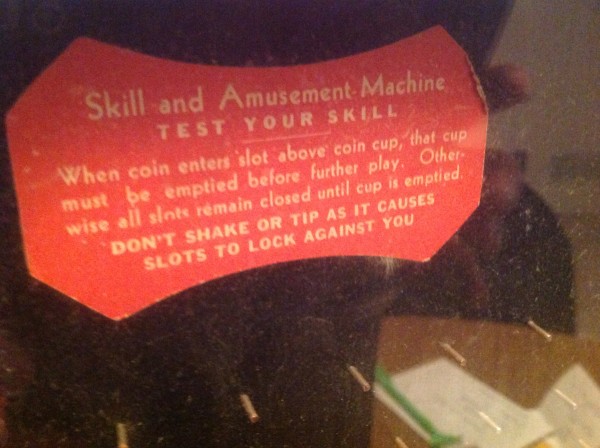 Skill and Amusement Machine
TEST YOUR SKILL
When coin enters slot above coin cup, that cup
must be emptied before further play. Other-
wise all slots remain closed until cup is emptied.
DON'T SHAKE OR TIP AS IT CAUSES
SLOTS TO LOCK AGAINST YOU